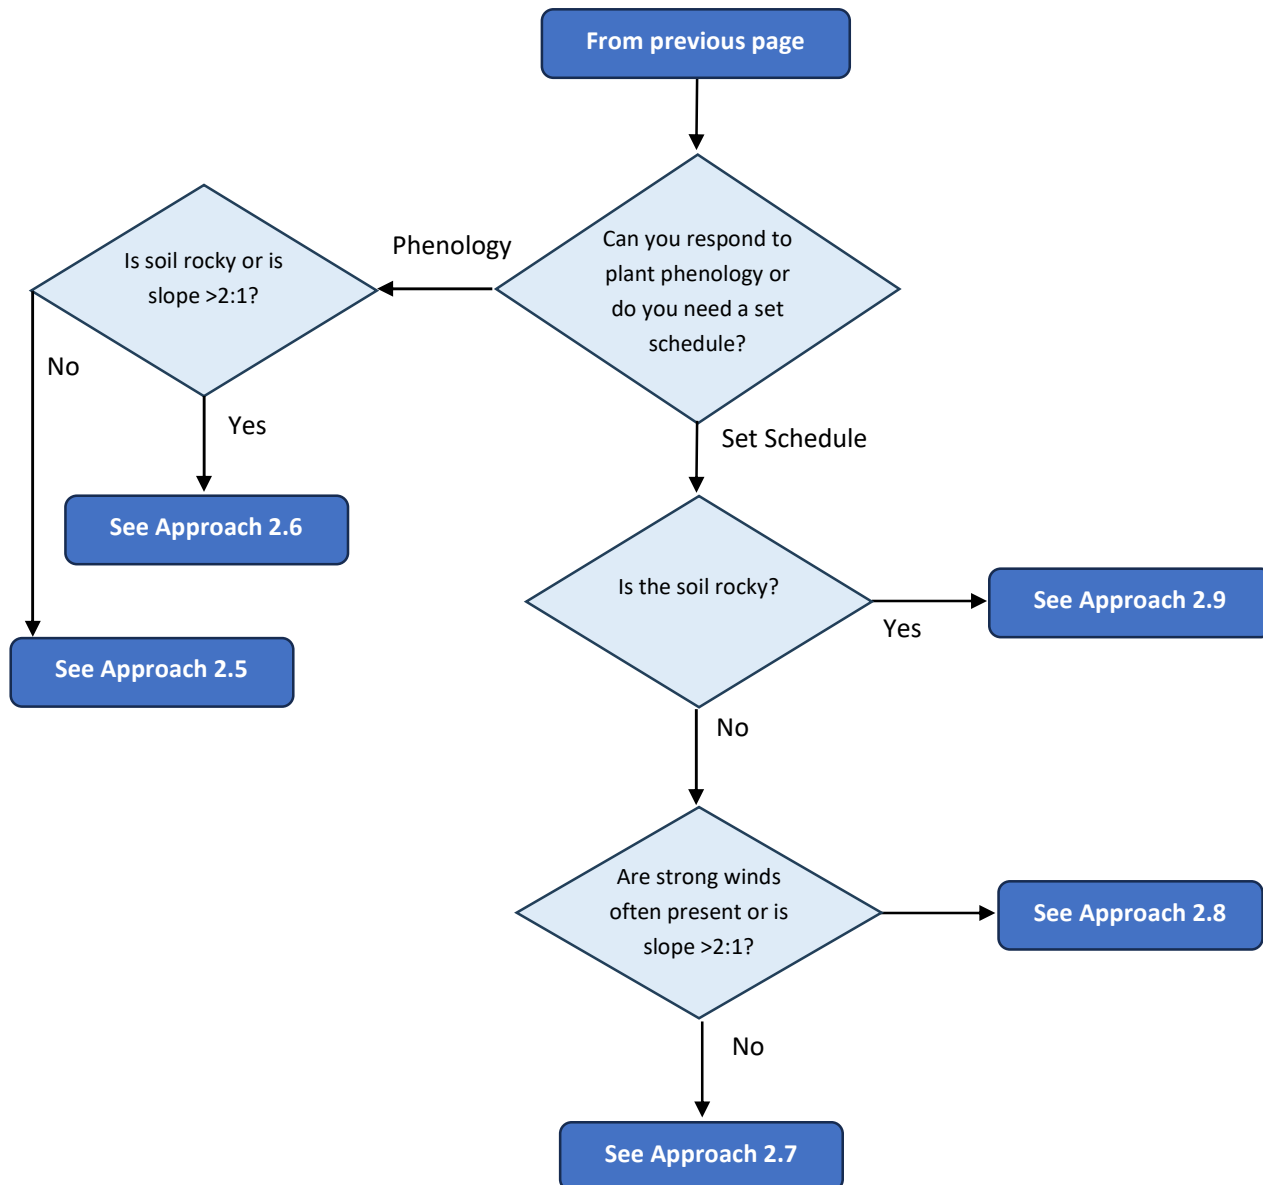 From previous page
Can you respond to
plant phenology or
do you need a set
schedule?
Phenology
Is soil rocky or is
slope >2:1?
No
Yes
See Approach 2.6
See Approach 2.5
Set Schedule
Is the soil rocky?
Yes
See Approach 2.9
No
Are strong winds
often present or is
slope >2:1?
See Approach 2.8
No
See Approach 2.7